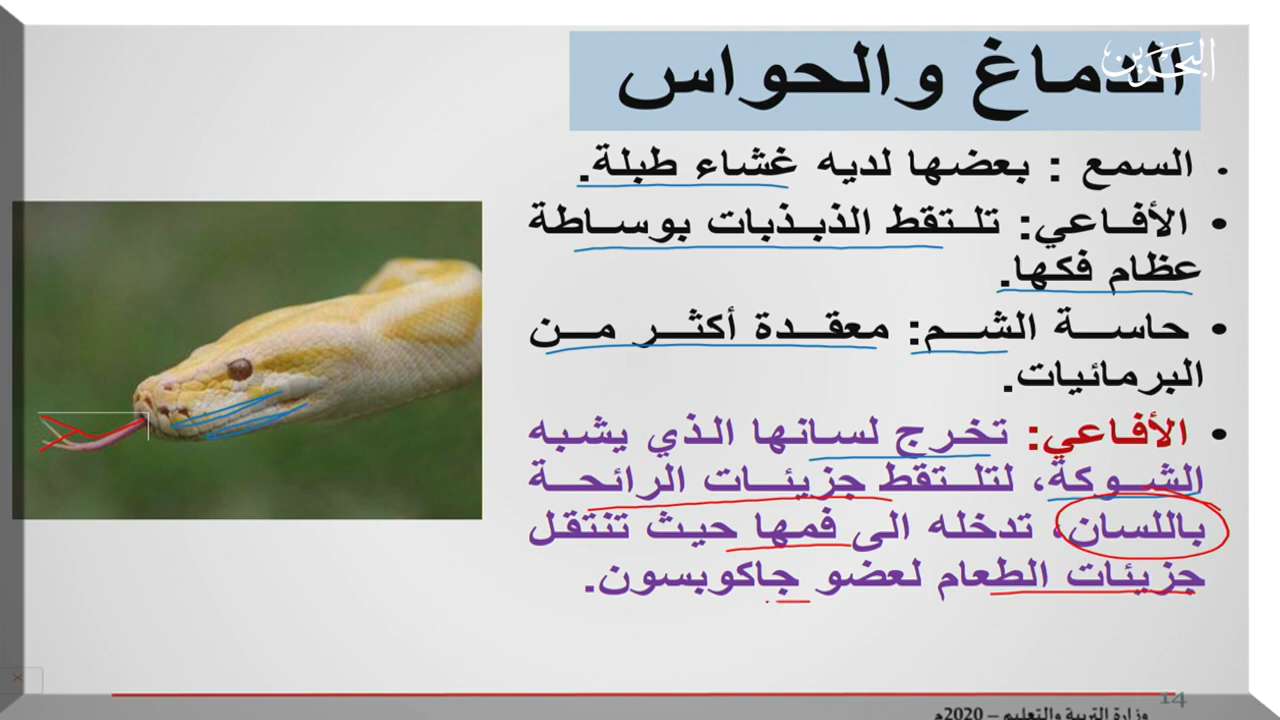 البحرين
الدماغ والحواس
• السمع : بعضها لديه غشاء طبلة.
• الأفاعي: تلتقط الذبذبات بوساطة
عظام فكها.
• حاسة الشم: معقدة أكثر من
البرمائيات.
• الأفاعي: تخرج لسانها الذي يشبه
الشوكة، لتلتقط جزيئات الرائحة
باللسان، تدخله الى فمها حيث تنتقل
جزيئات الطعام لعضو جاكوبسون.
14
وزارة التربية والتعليم – 2020م